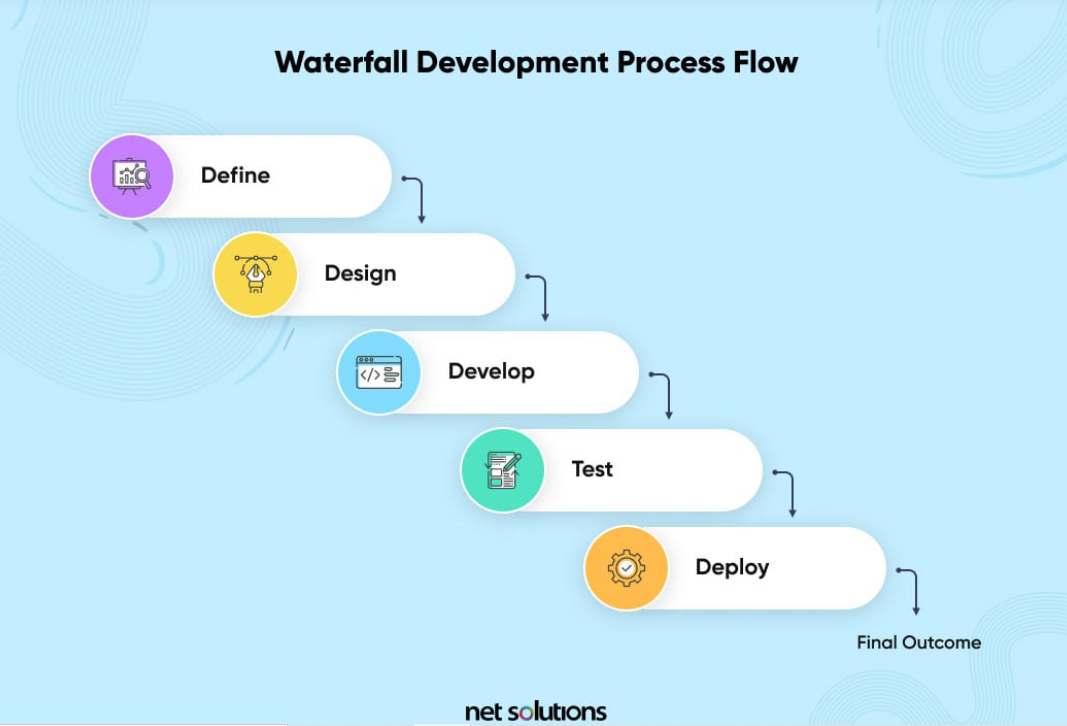 Waterfall Development Process Flow
Define
Design
Develop
</>
Test
Deploy
Final Outcome
net solutions